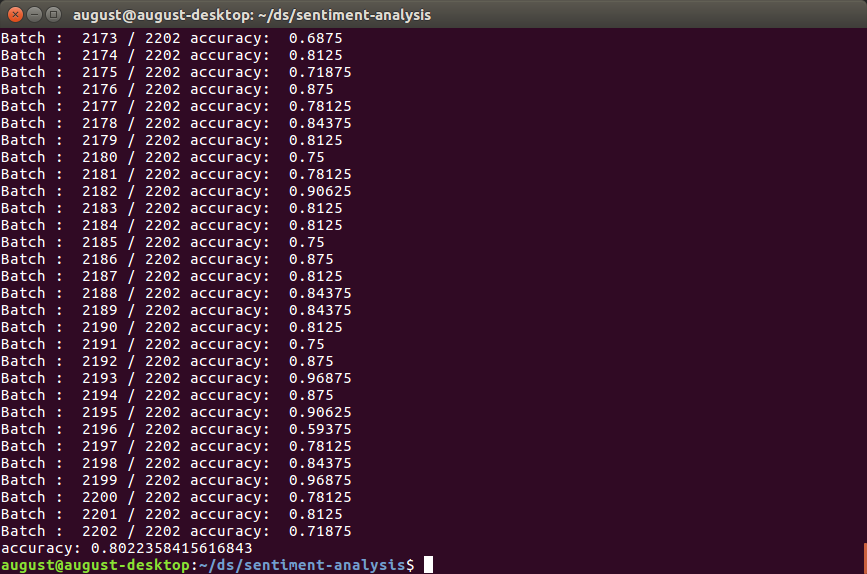 august@august-desktop: ~/ds/sentiment-analysis
Batch :  2173 / 2202 accuracy:  0.6875
Batch :  2174 / 2202 accuracy:  0.8125
Batch :  2175 / 2202 accuracy:  0.71875
Batch :  2176 / 2202 accuracy:  0.875
Batch :  2177 / 2202 accuracy:  0.78125
Batch :  2178 / 2202 accuracy:  0.84375
Batch :  2179 / 2202 accuracy:  0.8125
Batch :  2180 / 2202 accuracy:  0.75
Batch :  2181 / 2202 accuracy:  0.78125
Batch :  2182 / 2202 accuracy:  0.90625
Batch :  2183 / 2202 accuracy:  0.8125
Batch :  2184 / 2202 accuracy:  0.8125
Batch :  2185 / 2202 accuracy:  0.75
Batch :  2186 / 2202 accuracy:  0.875
Batch :  2187 / 2202 accuracy:  0.8125
Batch :  2188 / 2202 accuracy:  0.84375
Batch :  2189 / 2202 accuracy:  0.84375
Batch :  2190 / 2202 accuracy:  0.8125
Batch :  2191 / 2202 accuracy:  0.75
Batch :  2192 / 2202 accuracy:  0.875
Batch :  2193 / 2202 accuracy:  0.96875
Batch :  2194 / 2202 accuracy:  0.875
Batch :  2195 / 2202 accuracy:  0.90625
Batch :  2196 / 2202 accuracy:  0.59375
Batch :  2197 / 2202 accuracy:  0.78125
Batch :  2198 / 2202 accuracy:  0.84375
Batch :  2199 / 2202 accuracy:  0.96875
Batch :  2200 / 2202 accuracy:  0.78125
Batch :  2201 / 2202 accuracy:  0.8125
Batch :  2202 / 2202 accuracy:  0.71875
accuracy: 0.8022358415616843
august@august-desktop:~/ds/sentiment-analysis$